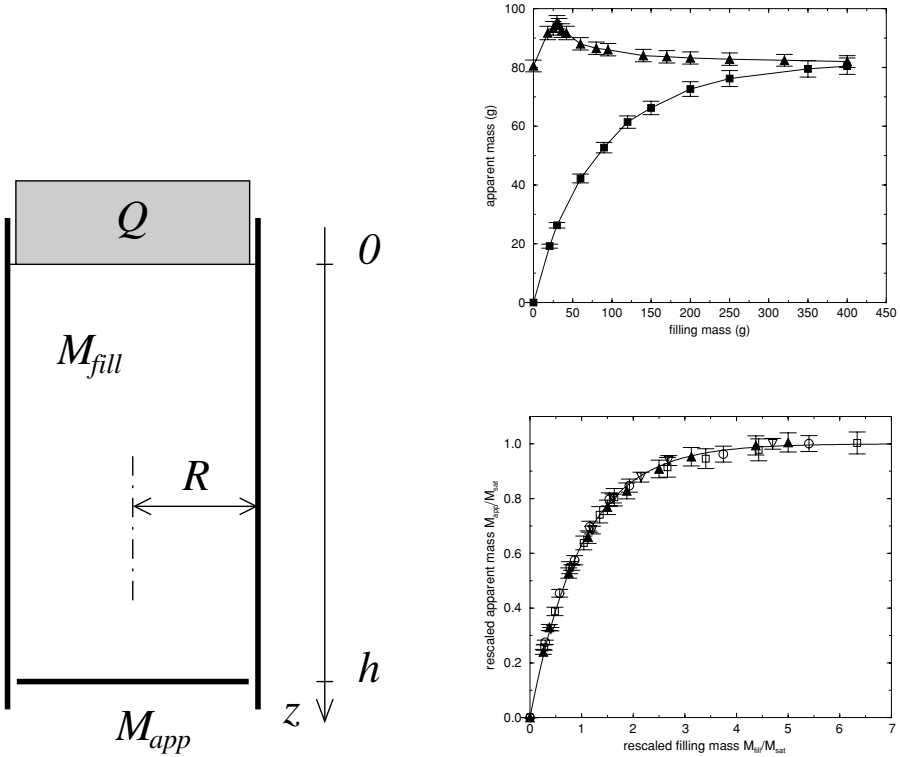 Q
0
M_fill
R
h
z
M_app
100
80
60
40
20
0
apparent mass (g)
0 50 100 150 200 250 300 350 400 450
filling mass (g)
1.0
0.8
0.6
0.4
0.2
0.0
rescaled apparent mass M_app/M_sat
0 1 2 3 4 5 6 7
rescaled filling mass M_fill/M_sat